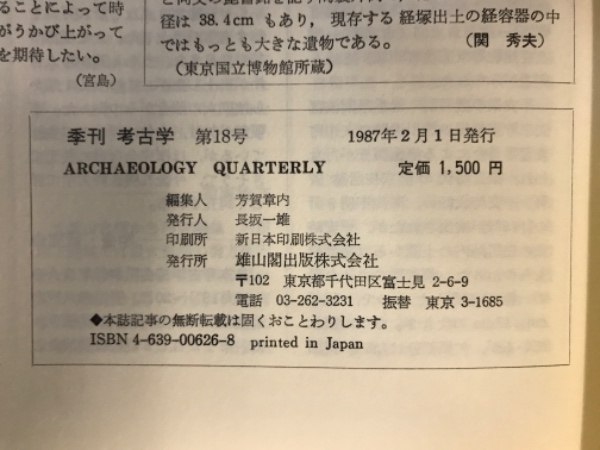 ることによって時
がうかび上がって
を期待したい。
(宮島)
径は 38.4cm もあり，現存する 経塚出土の経容器の中
ではもっとも大きな遺物である。 (関 秀夫)
(東京国立博物館所蔵)
季刊 考古学 第18号 1987年2月1日発行
ARCHAEOLOGY QUARTERLY 定価 1,500 円
編集人 芳賀章内
発行人 長坂一雄
印刷所 新日本印刷株式会社
発行所 雄山閣出版株式会社
〒102 東京都千代田区富士見 2-6-9
電話 03-262-3231 振替 東京 3-1685
◆本誌記事の無断転載は固くおことわりします。
ISBN 4-639-00626-8 printed in Japan